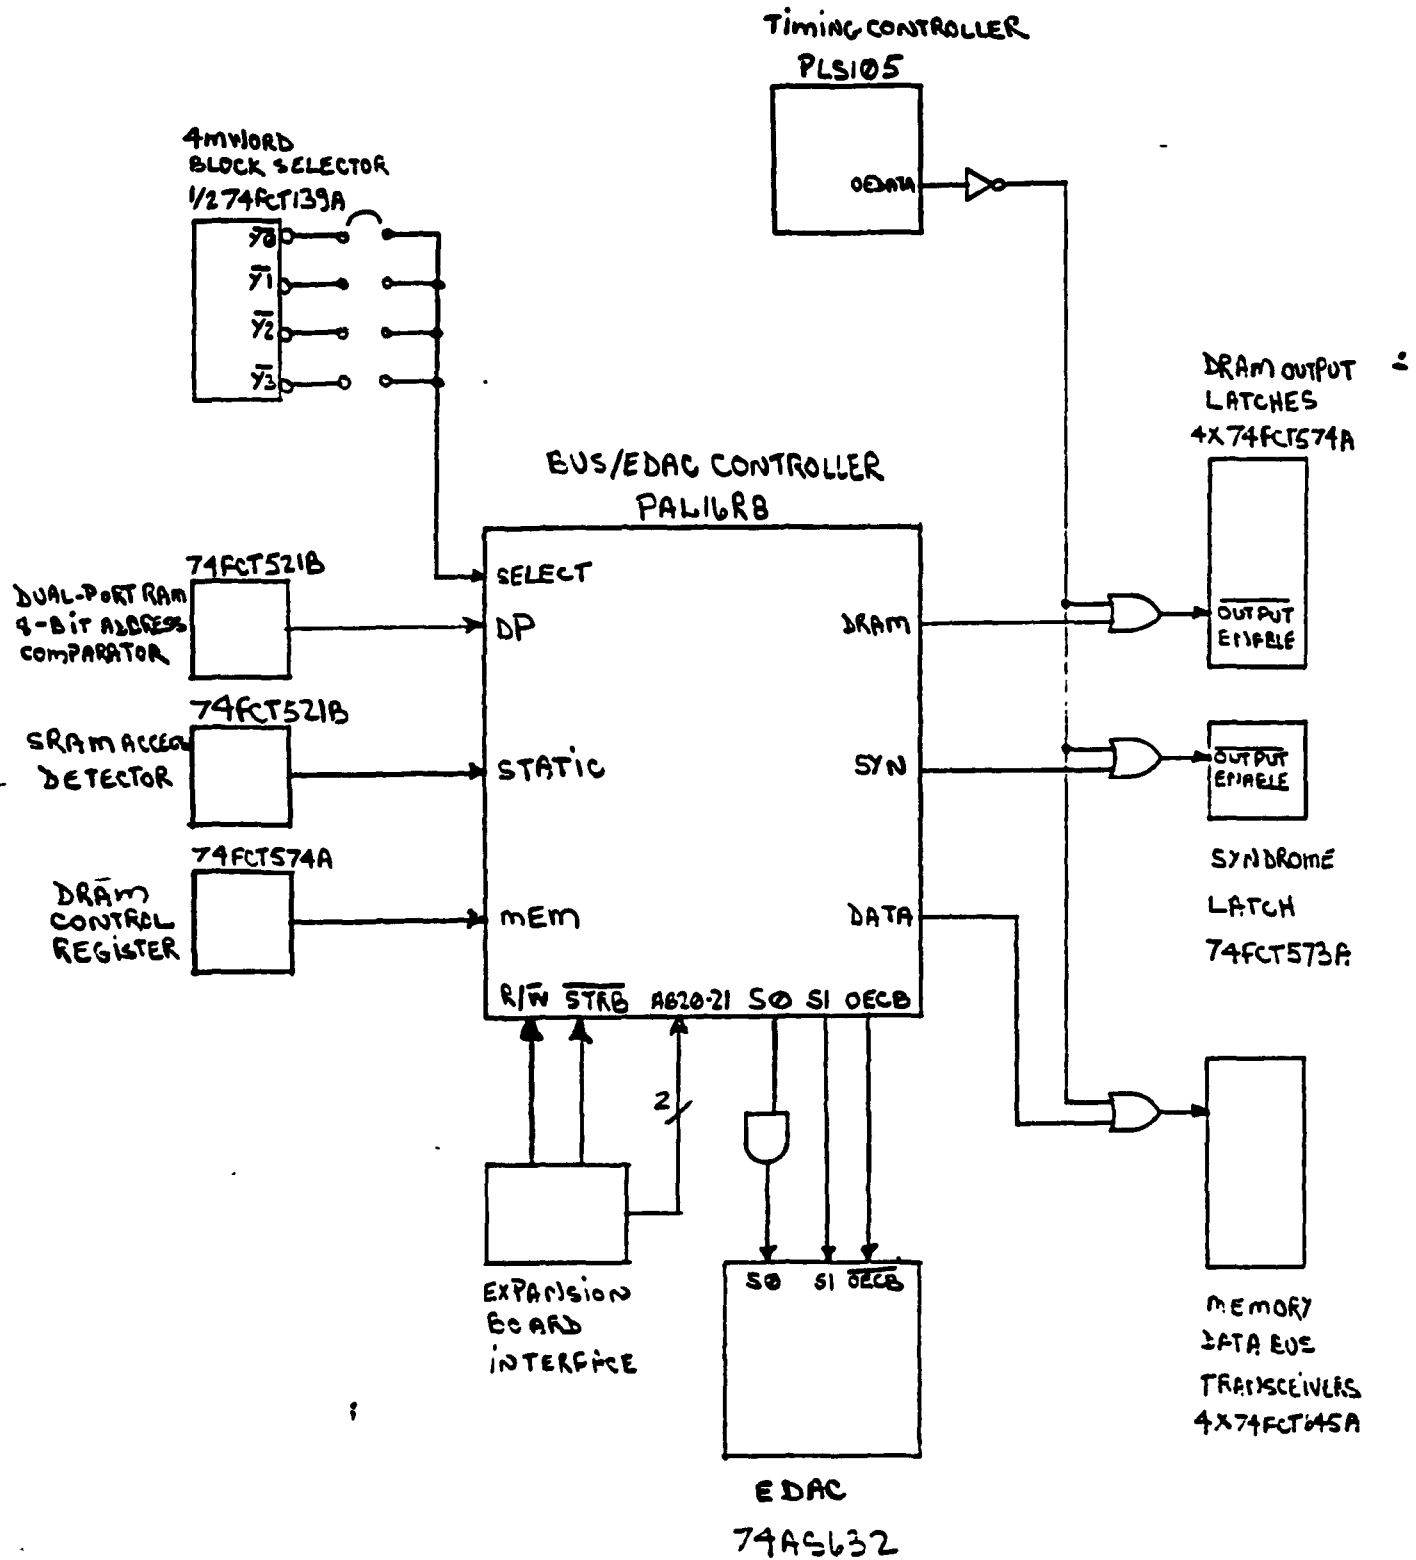 TIMING CONTROLLER
PLS105
OEDATA
4MWORD
BLOCK SELECTOR
1/2 74FCT139A
Y0
Y1
Y2
Y3
DRAM OUTPUT
LATCHES
4X 74FCT574A
OUTPUT
ENABLE
BUS/EDAC CONTROLLER
PAL16R8
74FCT521B
DUAL-PORT RAM
8-BIT ADDRESS
COMPARATOR
SELECT
DP
DRAM
74FCT521B
SRAM ACCESS
DETECTOR
STATIC
SYN
OUTPUT
ENABLE
SYNDROME
LATCH
74FCT573A
74FCT574A
DRAM
CONTROL
REGISTER
MEM
DATA
R/W STRB AB20-21 S0 S1 OECB
2
EXPANSION
BOARD
INTERFACE
S0 S1 OECB
EDAC
74AS632
MEMORY
DATA BUS
TRANSCEIVERS
4X74FCT645A